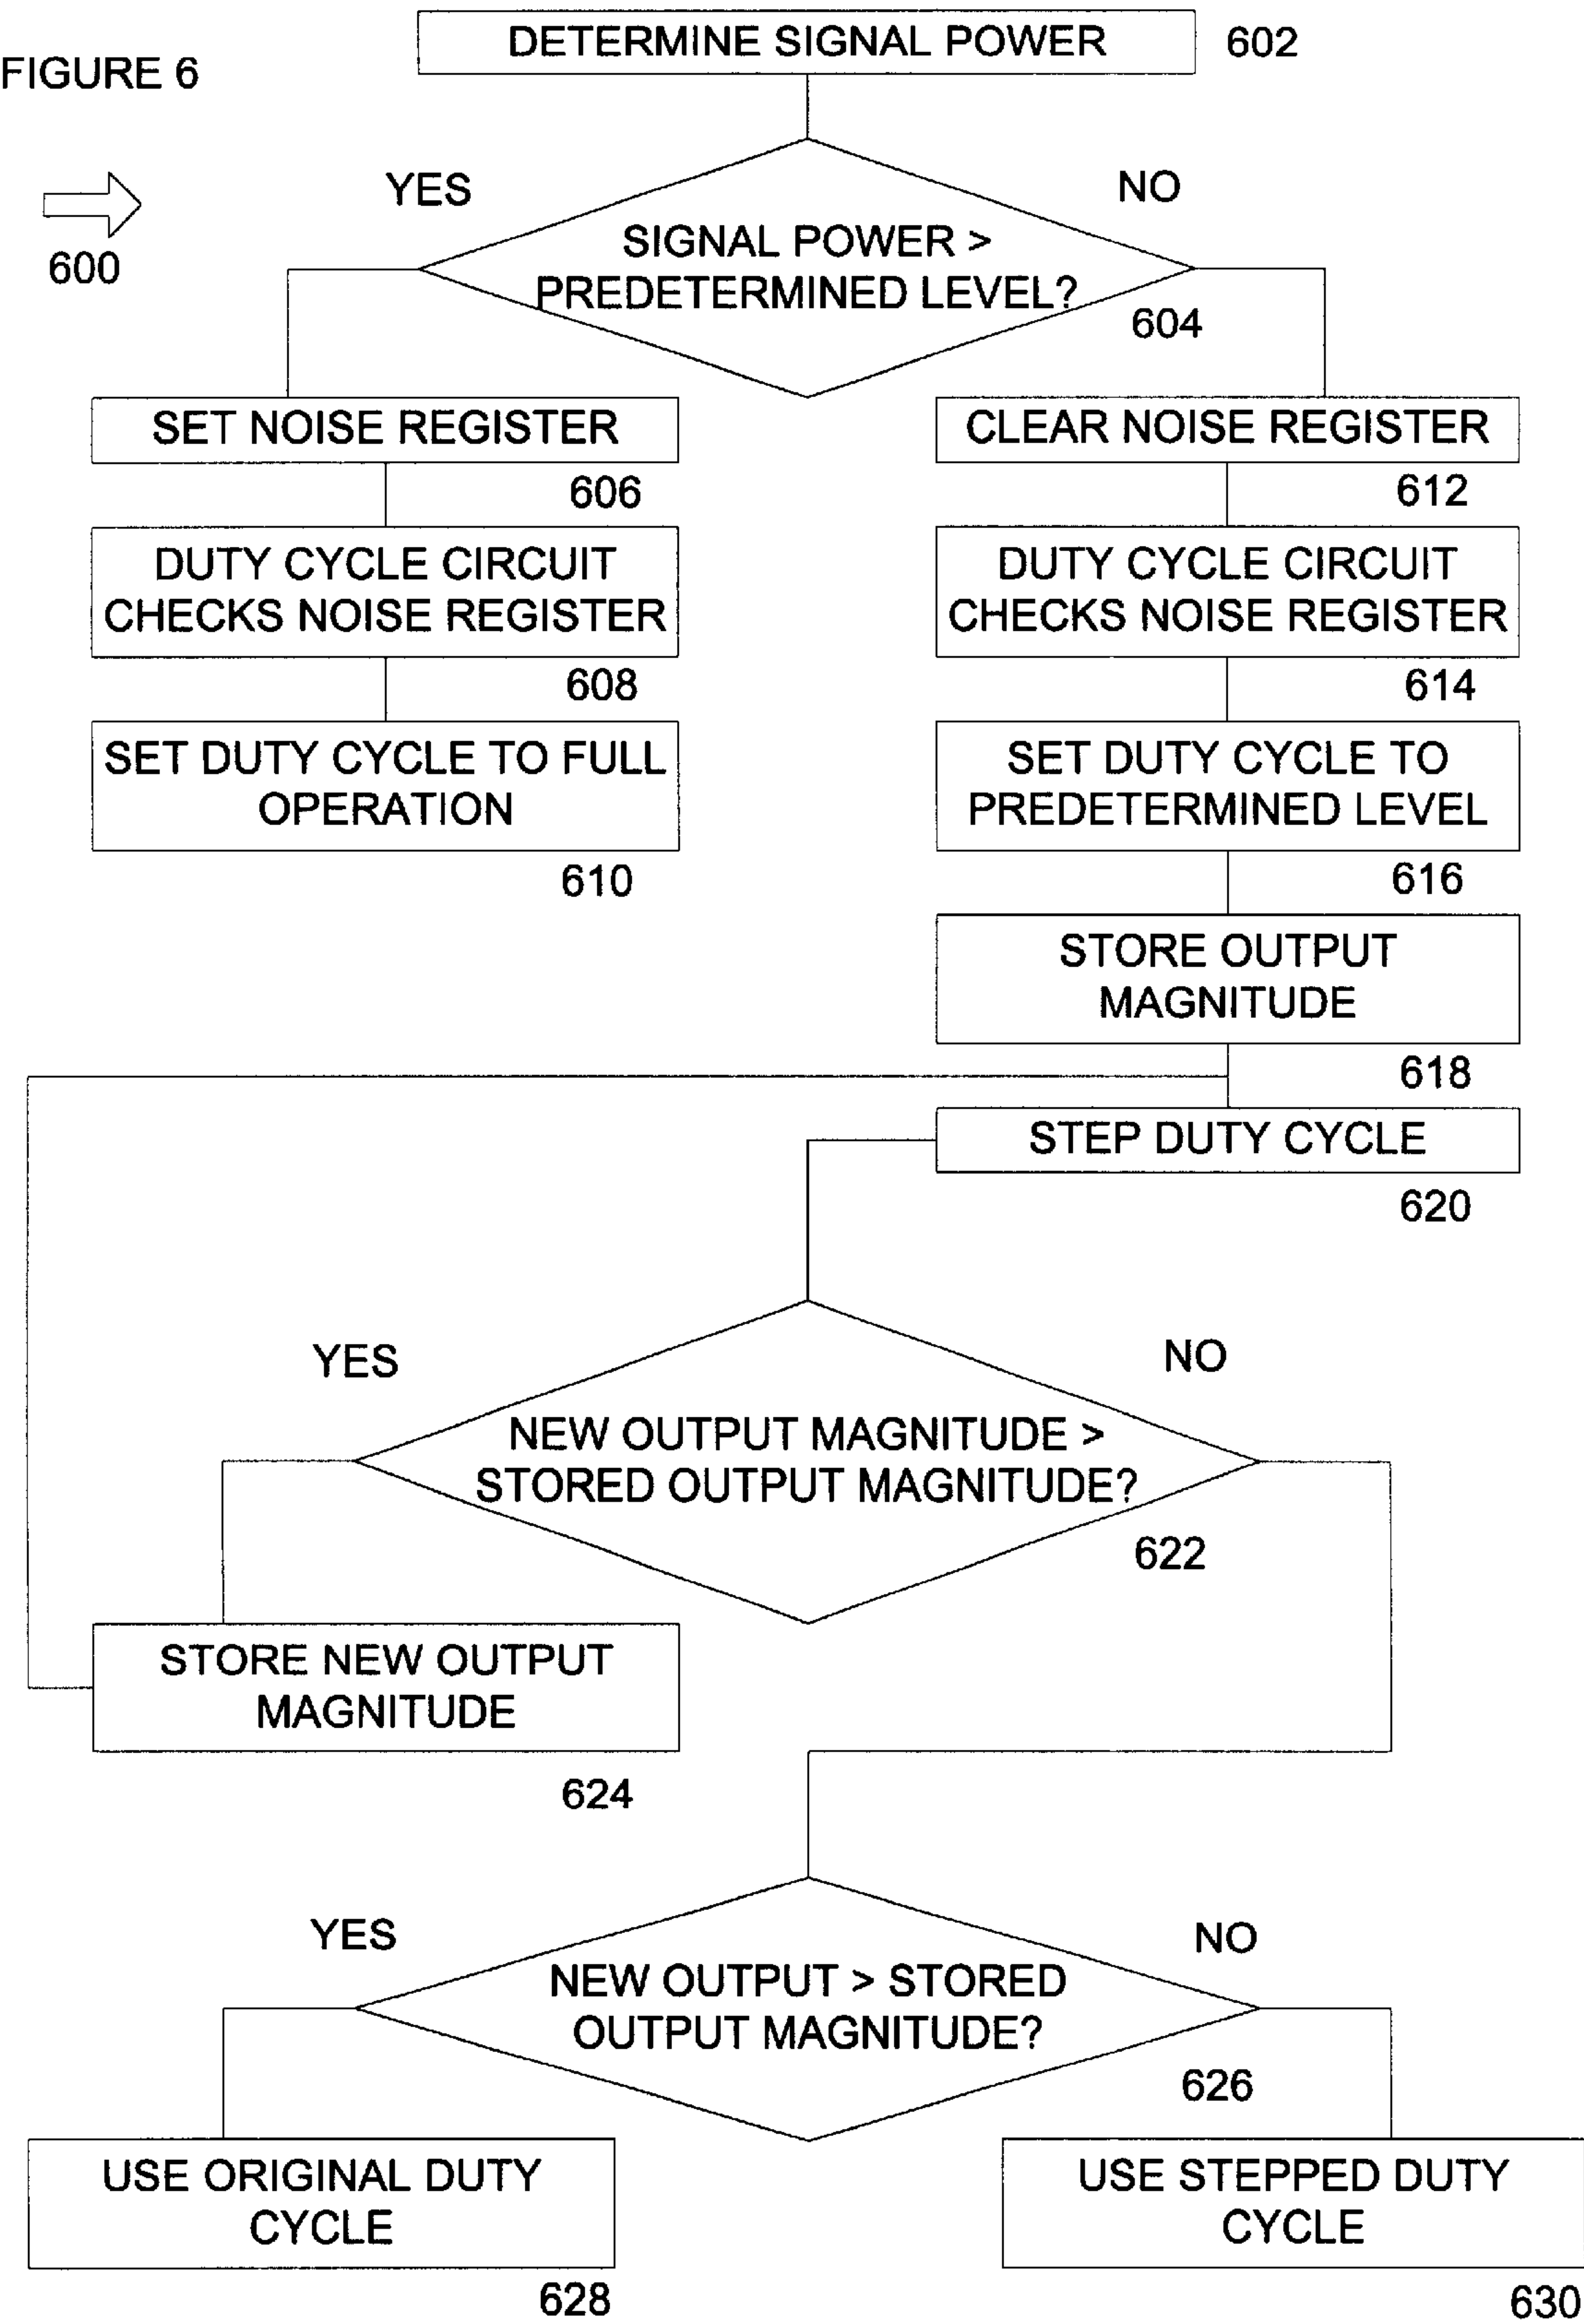 DETERMINE SIGNAL POWER
602
FIGURE 6
YES
NO
600
SIGNAL POWER >
PREDETERMINED LEVEL?
604
SET NOISE REGISTER
606
CLEAR NOISE REGISTER
612
DUTY CYCLE CIRCUIT
CHECKS NOISE REGISTER
608
DUTY CYCLE CIRCUIT
CHECKS NOISE REGISTER
614
SET DUTY CYCLE TO FULL
OPERATION
610
SET DUTY CYCLE TO
PREDETERMINED LEVEL
616
STORE OUTPUT
MAGNITUDE
618
STEP DUTY CYCLE
620
YES
NO
NEW OUTPUT MAGNITUDE >
STORED OUTPUT MAGNITUDE?
622
STORE NEW OUTPUT
MAGNITUDE
624
YES
NO
NEW OUTPUT > STORED
OUTPUT MAGNITUDE?
626
USE ORIGINAL DUTY
CYCLE
628
USE STEPPED DUTY
CYCLE
630